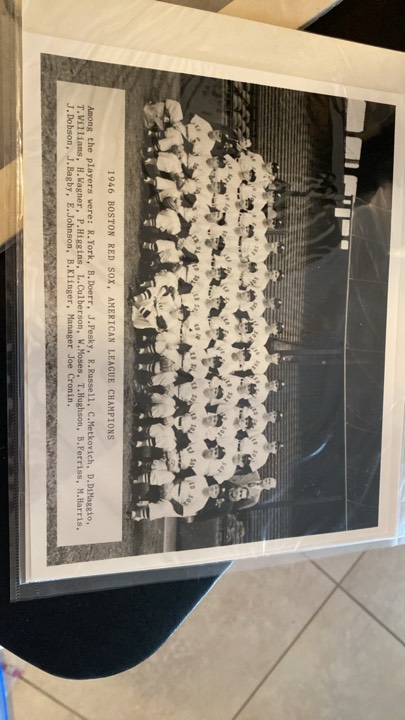 1946 BOSTON RED SOX, AMERICAN LEAGUE CHAMPIONS
Among the players were: R.York, B.Doerr, J.Pesky, R.Russell, C.Metkovich, D.DiMaggio,
T.Williams, H.Wagner, P.Higgins, L.Culberson, W.Moses, T.Hughson, B.Ferriss, M.Harris,
J.Dobson, J.Bagby, E.Johnson, B.Klinger, Manager Joe Cronin.